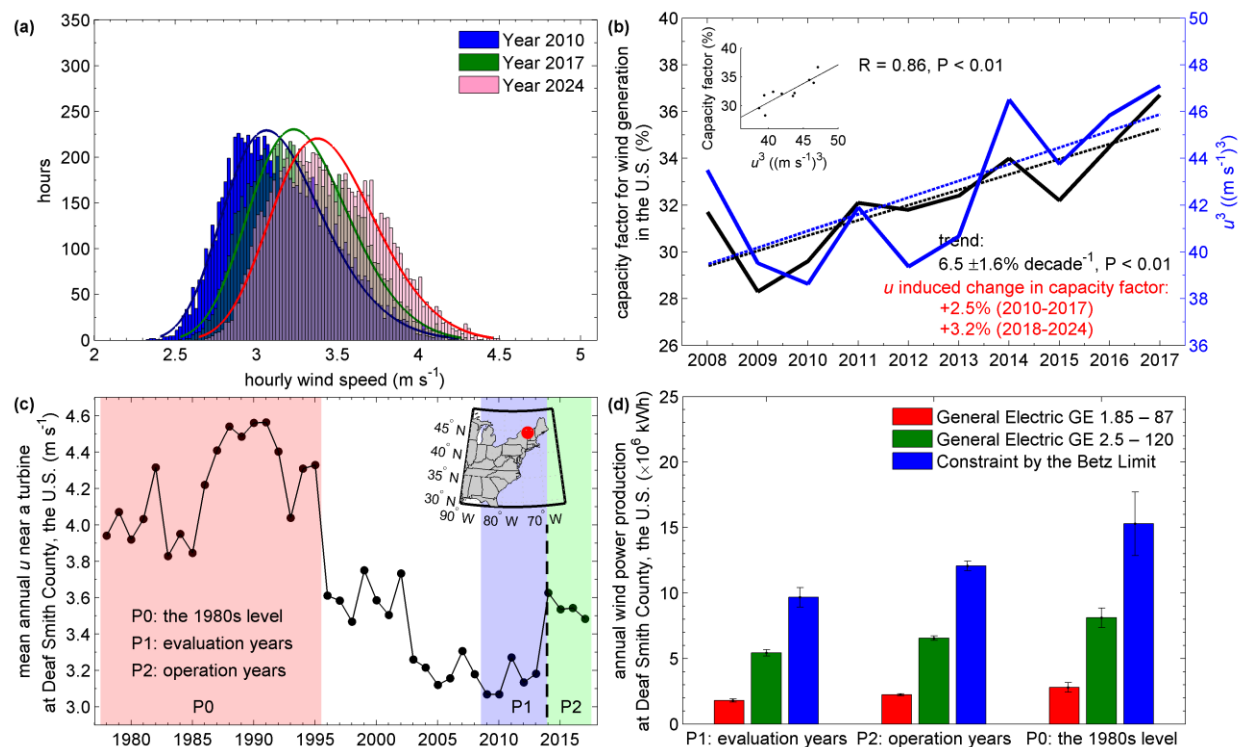 (a)
350
300
250
200
150
100
50
0
hours
2 2.5 3 3.5 4 4.5 5
hourly wind speed (m s⁻¹)
Year 2010
Year 2017
Year 2024
(b)
capacity factor for wind generation
in the U.S. (%)
40
38
36
34
32
30
28
26
2008 2009 2010 2011 2012 2013 2014 2015 2016 2017
50
48
46
44
42
40
38
36
u³ ((m s⁻¹)³)
Capacity factor (%)
40
35
30
40 45 50
u³ ((m s⁻¹)³)
R = 0.86, P < 0.01
trend:
6.5 ±1.6% decade⁻¹, P < 0.01
u induced change in capacity factor:
+2.5% (2010-2017)
+3.2% (2018-2024)
(c)
mean annual u near a turbine
at Deaf Smith County, the U.S. (m s⁻¹)
4.6
4.4
4.2
4.0
3.8
3.6
3.4
3.2
3.0
1980 1985 1990 1995 2000 2005 2010 2015
P0: the 1980s level
P1: evaluation years
P2: operation years
P0 P1 P2
45° N
40° N
35° N
30° N
90° W 80° W 70° W
(d)
annual wind power production
at Deaf Smith County, the U.S. (×10⁶ kWh)
25
20
15
10
5
0
General Electric GE 1.85 – 87
General Electric GE 2.5 – 120
Constraint by the Betz Limit
P1: evaluation years P2: operation years P0: the 1980s level